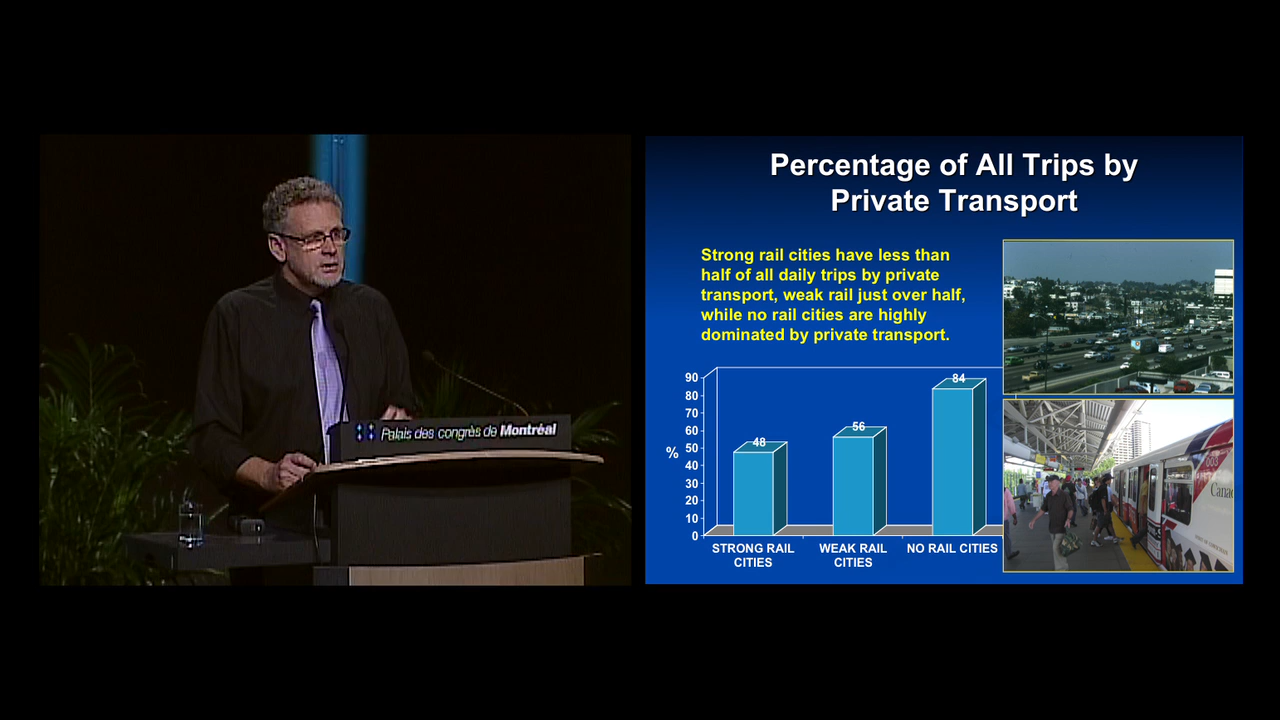 Palais des congrès de Montréal
Percentage of All Trips by
Private Transport
Strong rail cities have less than
half of all daily trips by private
transport, weak rail just over half,
while no rail cities are highly
dominated by private transport.
90
80
70
60
50
40
30
20
10
0
%
48
56
84
STRONG RAIL
CITIES
WEAK RAIL
CITIES
NO RAIL CITIES